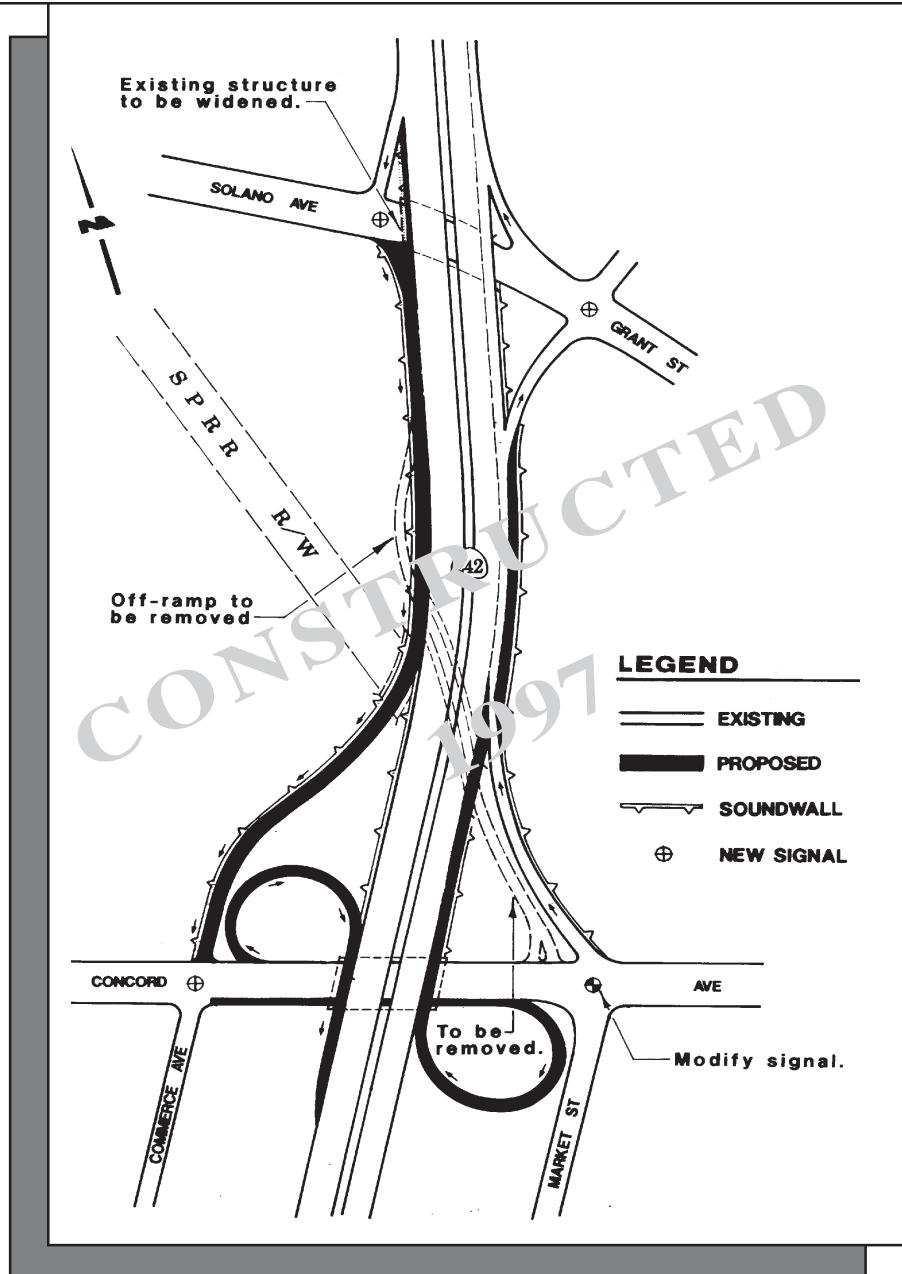 Existing structure
to be widened.
SOLANO AVE
N
GRANT ST
SPRR R/W
CONSTRUCTED
1997
42
Off-ramp to
be removed
LEGEND
EXISTING
PROPOSED
SOUNDWALL
NEW SIGNAL
CONCORD AVE
To be
removed.
Modify signal.
COMMERCE AVE
MARKET ST